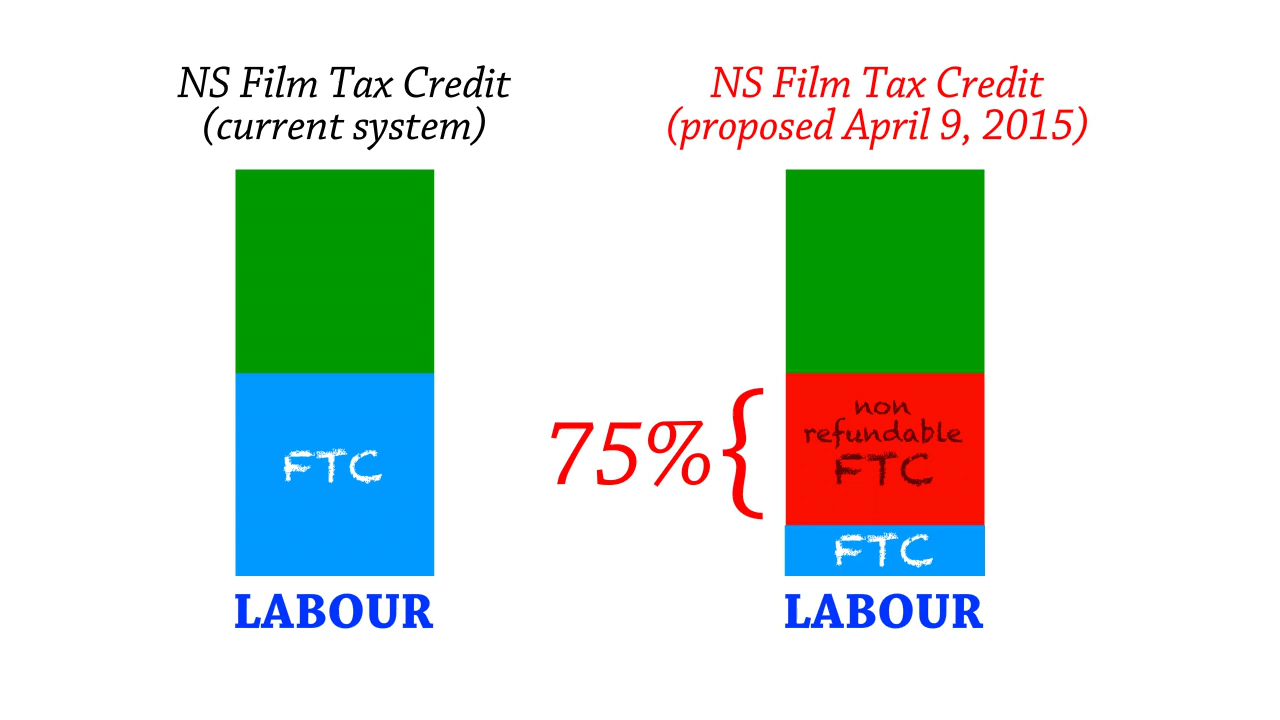 NS Film Tax Credit
(current system)
FTC
LABOUR
NS Film Tax Credit
(proposed April 9, 2015)
75% {
non
refundable
FTC
FTC
LABOUR